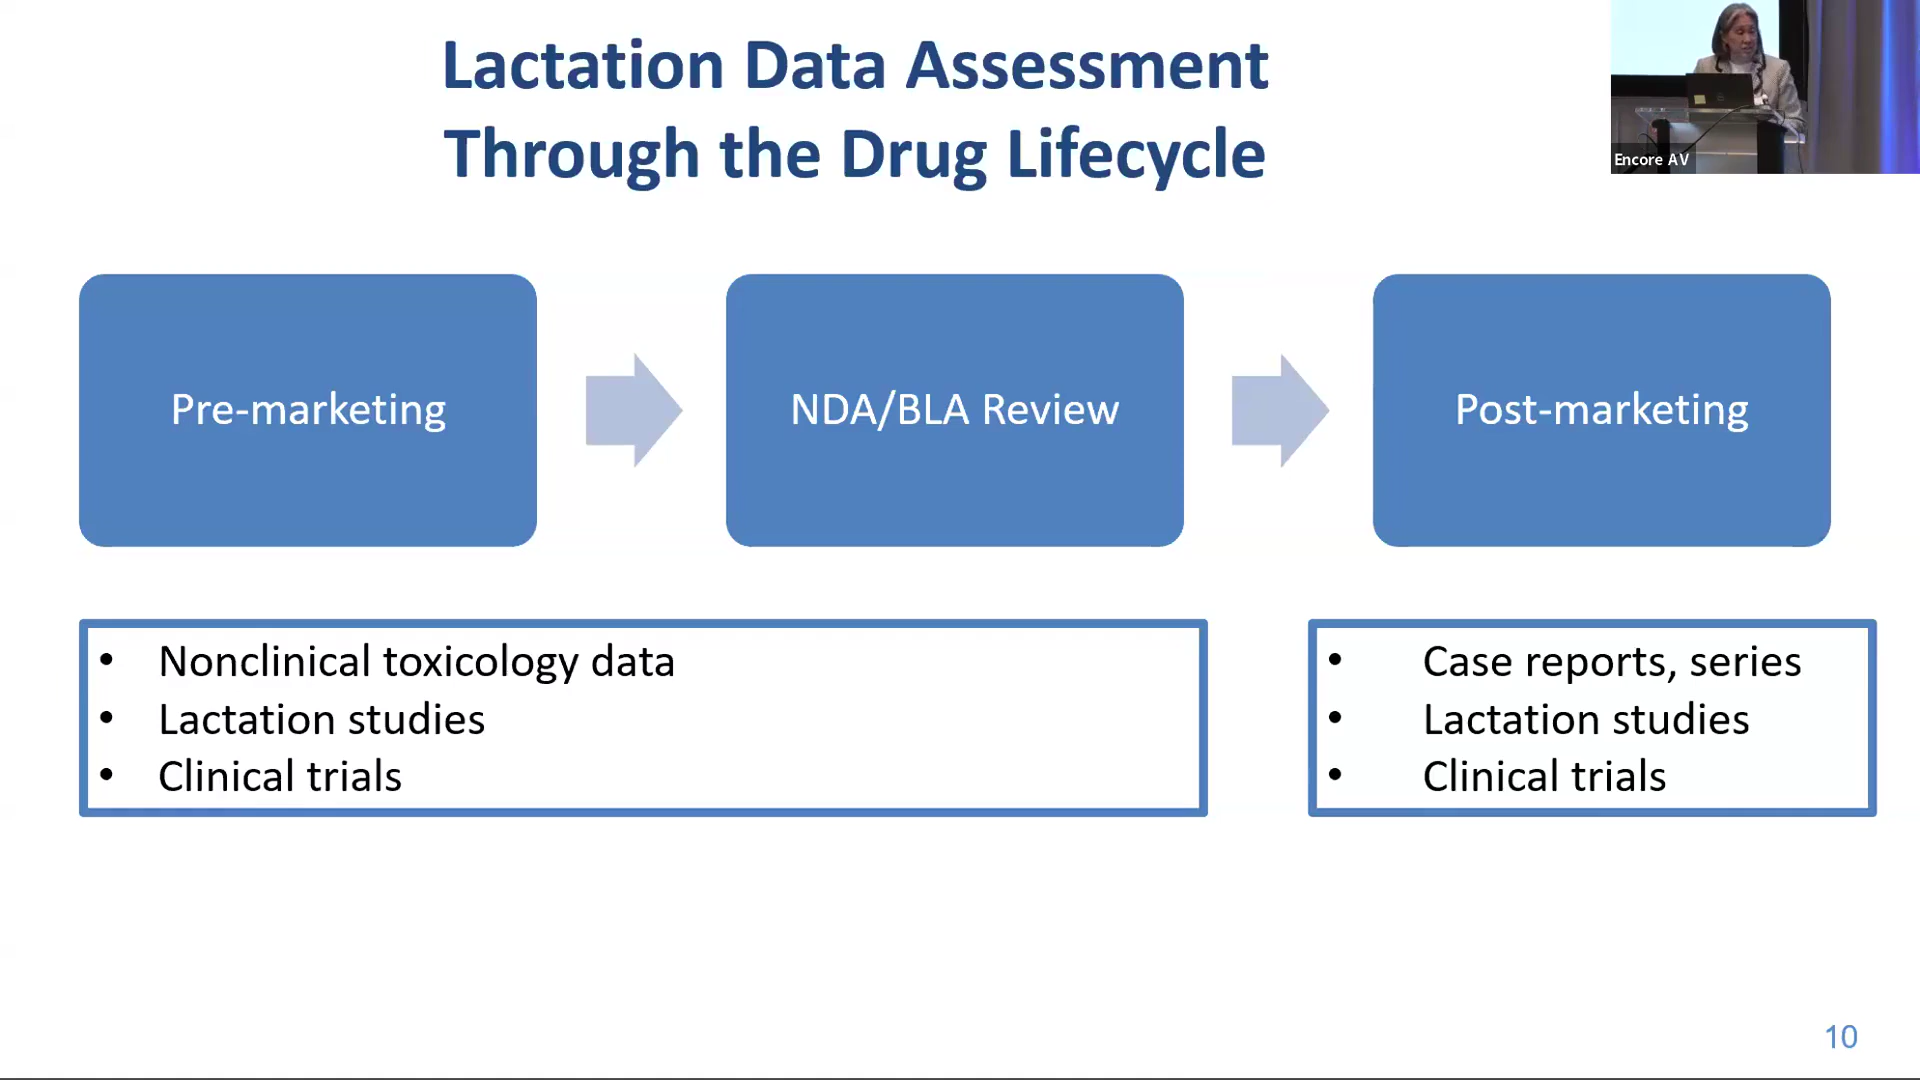 Lactation Data Assessment
Through the Drug Lifecycle
Encore AV
Pre-marketing
NDA/BLA Review
Post-marketing
• Nonclinical toxicology data
• Lactation studies
• Clinical trials
• Case reports, series
• Lactation studies
• Clinical trials
10